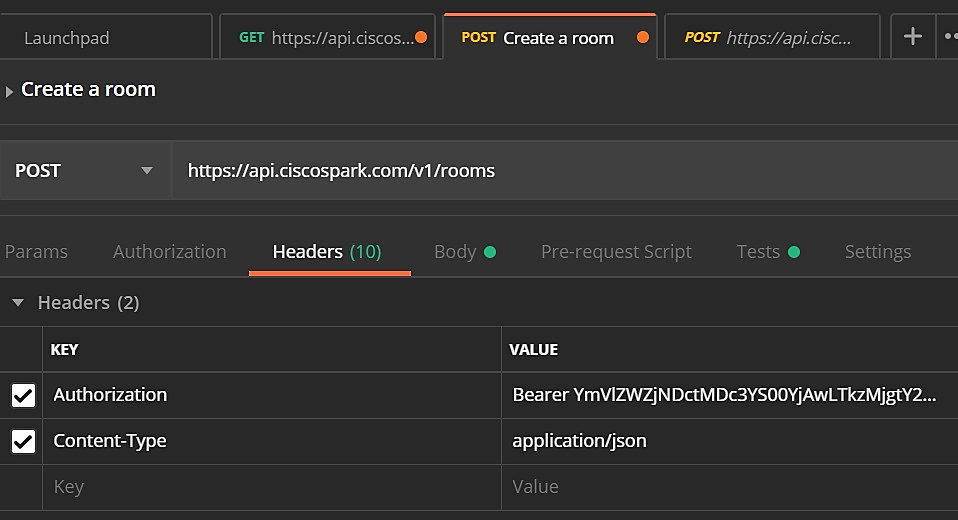 Launchpad
GET https://api.ciscos...
POST Create a room
POST https://api.cisc...
Create a room
POST https://api.ciscospark.com/v1/rooms
Params Authorization Headers (10) Body Pre-request Script Tests Settings
Headers (2)
KEY VALUE
Authorization Bearer YmVlZWZjNDctMDc3YS00YjAwLTkzMjgtY2...
Content-Type application/json
Key Value